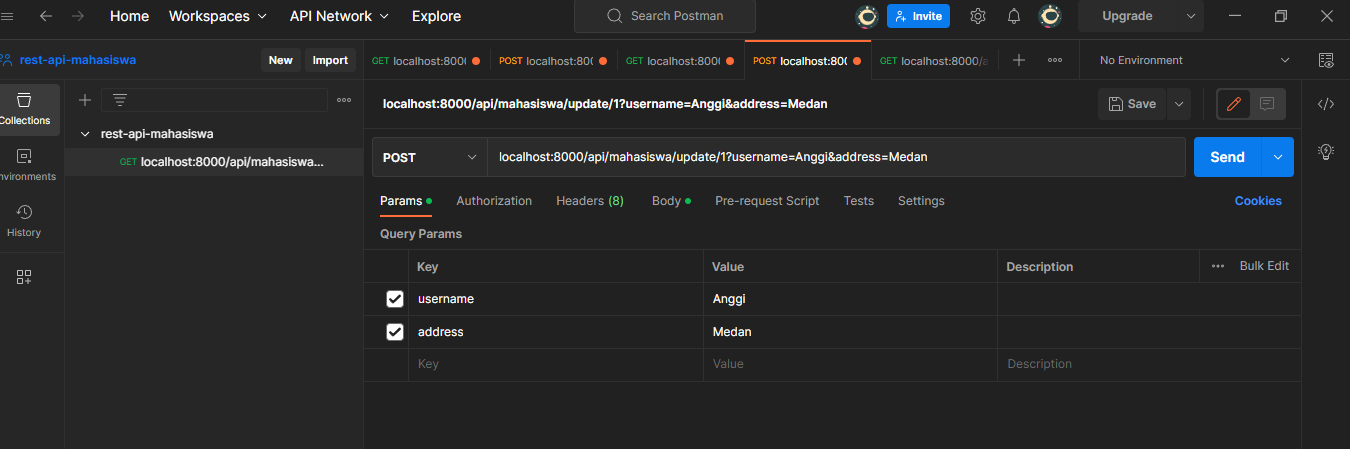 Home Workspaces API Network Explore Search Postman Invite Upgrade
rest-api-mahasiswa New Import GET localhost:800 POST localhost:800 GET localhost:800 POST localhost:800 GET localhost:8000/a No Environment
Collections
rest-api-mahasiswa
GET localhost:8000/api/mahasiswa...
nvironments
History
localhost:8000/api/mahasiswa/update/1?username=Anggi&address=Medan Save
POST localhost:8000/api/mahasiswa/update/1?username=Anggi&address=Medan Send
Params Authorization Headers (8) Body Pre-request Script Tests Settings Cookies
Query Params
Key Value Description Bulk Edit
username Anggi
address Medan
Key Value Description